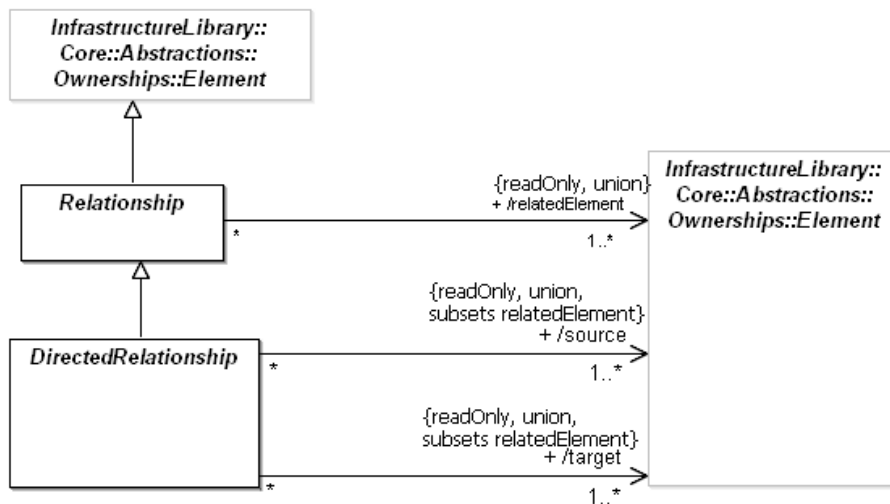 InfrastructureLibrary::
Core::Abstractions::
Ownerships::Element
Relationship
{readOnly, union}
+ /relatedElement
*
1..*
InfrastructureLibrary::
Core::Abstractions::
Ownerships::Element
{readOnly, union,
subsets relatedElement}
+ /source
DirectedRelationship
*
1..*
{readOnly, union,
subsets relatedElement}
+ /target
*
1..*